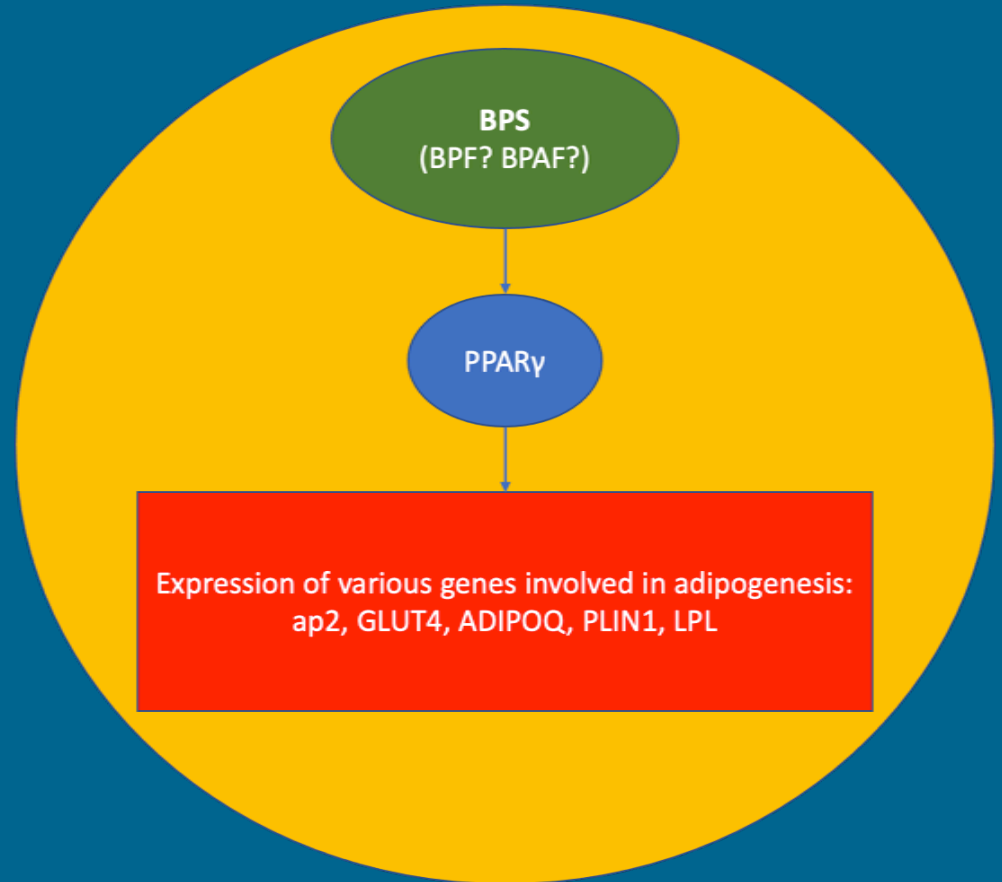 BPS
(BPF? BPAF?)
PPARγ
Expression of various genes involved in adipogenesis:
ap2, GLUT4, ADIPOQ, PLIN1, LPL